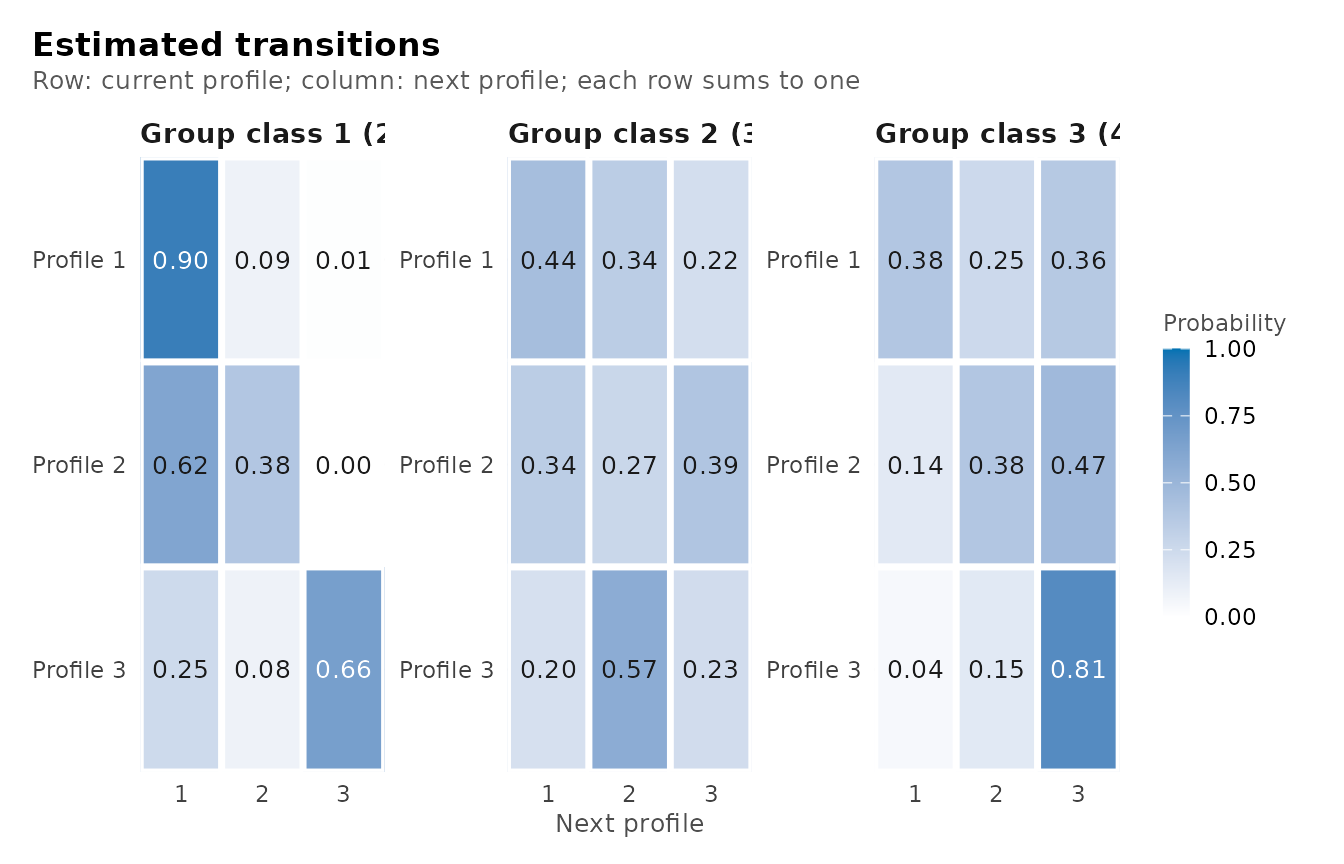 Estimated transitions
Row: current profile; column: next profile; each row sums to one
Group class 1 (2 Group class 2 (3 Group class 3 (4
Profile 1 0.90 0.09 0.01 Profile 1 0.44 0.34 0.22 Profile 1 0.38 0.25 0.36
Profile 2 0.62 0.38 0.00 Profile 2 0.34 0.27 0.39 Profile 2 0.14 0.38 0.47
Profile 3 0.25 0.08 0.66 Profile 3 0.20 0.57 0.23 Profile 3 0.04 0.15 0.81
1 2 3 1 2 3 1 2 3
Next profile
Probability
1.00
0.75
0.50
0.25
0.00